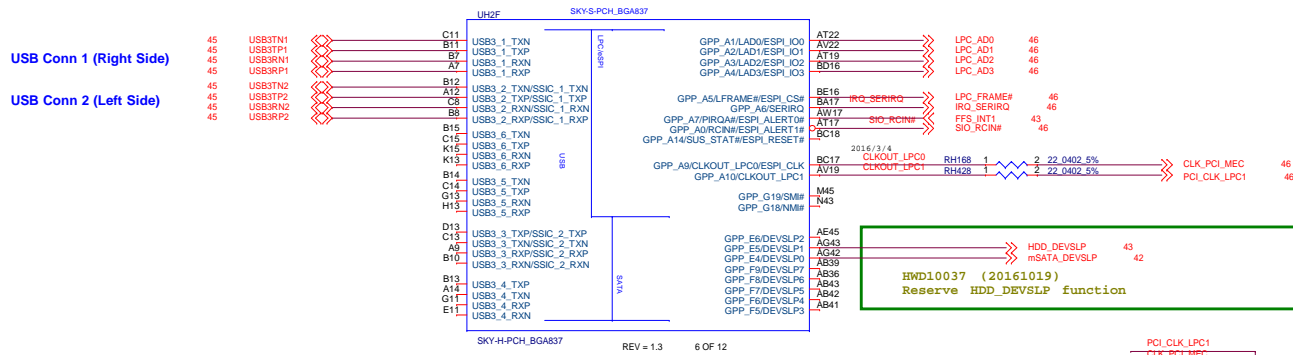 UH2F SKY-S-PCH_BGA837
USB Conn 1 (Right Side)
45 USB3TN1 C11 USB3_1_TXN
45 USB3TP1 B11 USB3_1_TXP
45 USB3RN1 B7 USB3_1_RXN
45 USB3RP1 A7 USB3_1_RXP
USB Conn 2 (Left Side)
45 USB3TN2 B12 USB3_2_TXN/SSIC_1_TXN
45 USB3TP2 A12 USB3_2_TXP/SSIC_1_TXP
45 USB3RN2 C8 USB3_2_RXN/SSIC_1_RXN
45 USB3RP2 B8 USB3_2_RXP/SSIC_1_RXP
B15 USB3_6_TXN
C15 USB3_6_TXP
K15 USB3_6_RXN
K13 USB3_6_RXP
B14 USB3_5_TXN
C14 USB3_5_TXP
G13 USB3_5_RXN
H13 USB3_5_RXP
D13 USB3_3_TXP/SSIC_2_TXP
C13 USB3_3_TXN/SSIC_2_TXN
A9 USB3_3_RXP/SSIC_2_RXP
B10 USB3_3_RXN/SSIC_2_RXN
B13 USB3_4_TXP
A14 USB3_4_TXN
G11 USB3_4_RXP
E11 USB3_4_RXN
LPC/eSPI
USB
SATA
GPP_A1/LAD0/ESPI_IO0 AT22 LPC_AD0 46
GPP_A2/LAD1/ESPI_IO1 AV22 LPC_AD1 46
GPP_A3/LAD2/ESPI_IO2 AT19 LPC_AD2 46
GPP_A4/LAD3/ESPI_IO3 BD16 LPC_AD3 46
GPP_A5/LFRAME#/ESPI_CS# BE16 LPC_FRAME# 46
GPP_A6/SERIRQ BA17 IRQ_SERIRQ IRQ_SERIRQ 46
GPP_A7/PIRQA#/ESPI_ALERT0# AW17 FFS_INT1 43
GPP_A0/RCIN#/ESPI_ALERT1# AT17 SIO_RCIN# SIO_RCIN# 46
GPP_A14/SUS_STAT#/ESPI_RESET# BC18
2016/3/4
GPP_A9/CLKOUT_LPC0/ESPI_CLK BC17 CLKOUT_LPC0 RH168 1 2 22_0402_5% CLK_PCI_MEC 46
GPP_A10/CLKOUT_LPC1 AV19 CLKOUT_LPC1 RH428 1 2 22_0402_5% PCI_CLK_LPC1 46
GPP_G19/SMI# M45
GPP_G18/NMI# N43
GPP_E6/DEVSLP2 AE45
GPP_E5/DEVSLP1 AG43 HDD_DEVSLP 43
GPP_E4/DEVSLP0 AG42 mSATA_DEVSLP 42
GPP_F9/DEVSLP7 AB39
GPP_F8/DEVSLP6 AB36
GPP_F7/DEVSLP5 AB43
GPP_F6/DEVSLP4 AB42
GPP_F5/DEVSLP3 AB41
HWD10037 (20161019)
Reserve HDD_DEVSLP function
SKY-H-PCH_BGA837
REV = 1.3 6 OF 12
PCI_CLK_LPC1
CLK_PCI_MEC